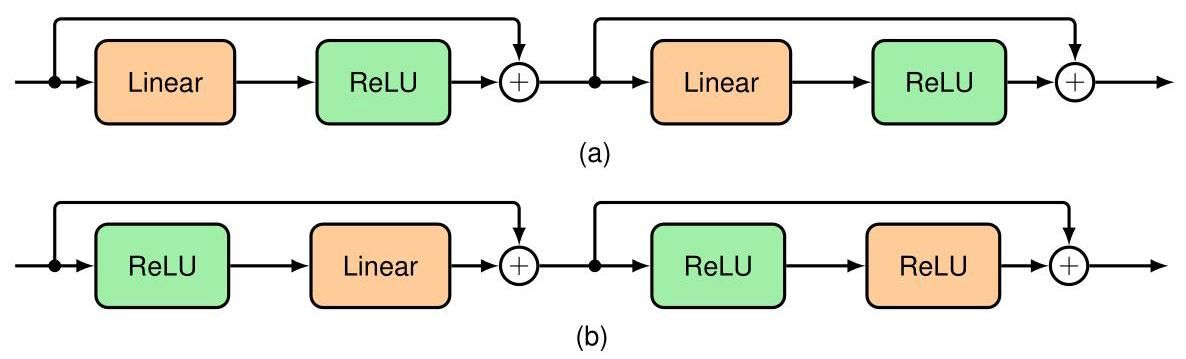 Linear ReLU + Linear ReLU +
(a)
ReLU Linear + ReLU ReLU +
(b)